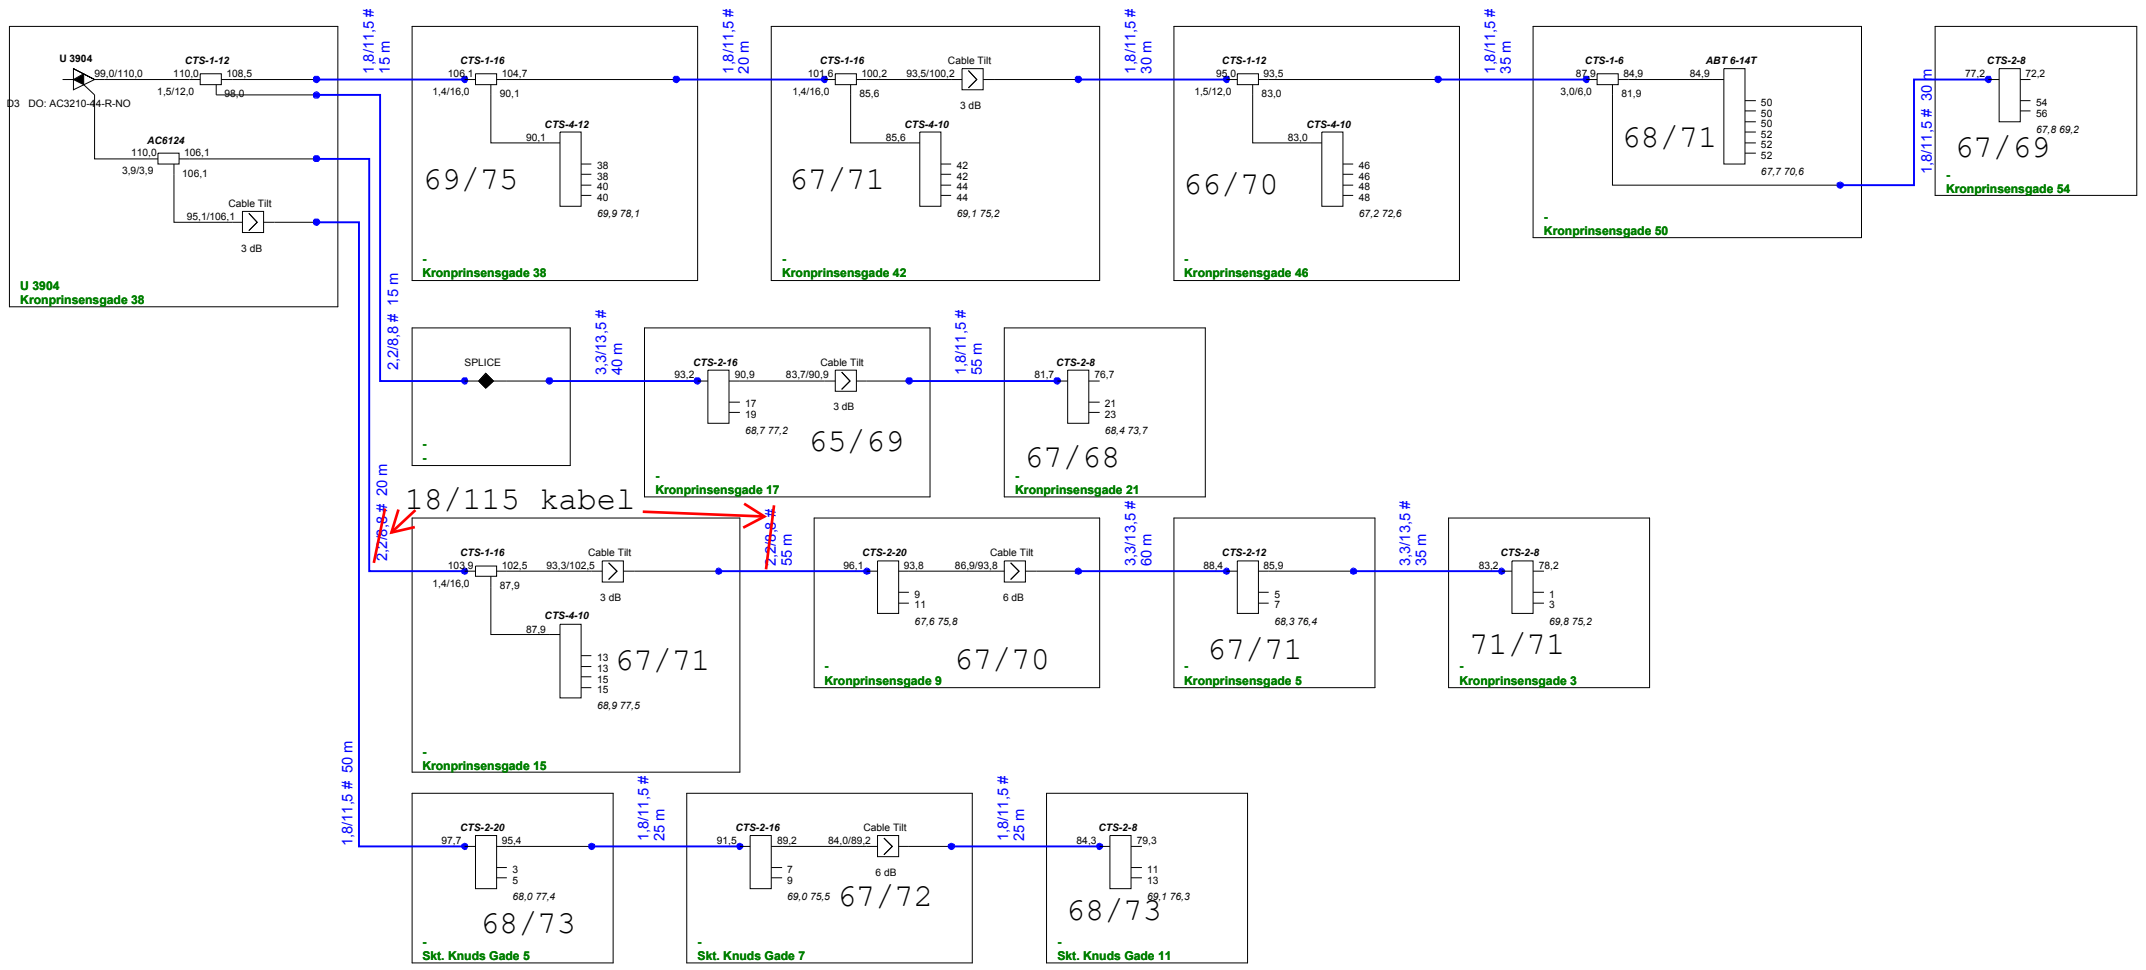 U 3904
99,0/110,0
D3 DO: AC3210-44-R-NO
CTS-1-12
110,0
108,5
1,5/12,0
98,0
AC6124
110,0
106,1
3,9/3,9
106,1
Cable Tilt
95,1/106,1
3 dB
U 3904
Kronprinsensgade 38
1,8/11,5 #
15 m
CTS-1-16
106,1
104,7
1,4/16,0
90,1
CTS-4-12
90,1
38
38
40
40
69,9 78,1
69/75
-
Kronprinsensgade 38
1,8/11,5 #
20 m
CTS-1-16
101,6
100,2
1,4/16,0
85,6
93,5/100,2
Cable Tilt
3 dB
CTS-4-10
85,6
42
42
44
44
69,1 75,2
67/71
-
Kronprinsensgade 42
1,8/11,5 #
30 m
CTS-1-12
95,0
93,5
1,5/12,0
83,0
CTS-4-10
83,0
46
46
48
48
67,2 72,6
66/70
-
Kronprinsensgade 46
1,8/11,5 #
35 m
CTS-1-6
87,9
84,9
3,0/6,0
81,9
ABT 6-14T
84,9
50
50
50
52
52
52
67,7 70,6
68/71
-
Kronprinsensgade 50
1,8/11,5 # 30 m
CTS-2-8
77,2
72,2
54
56
67,8 69,2
67/69
-
Kronprinsensgade 54
2,2/8,8 # 15 m
SPLICE
-
-
3,3/13,5 #
40 m
CTS-2-16
93,2
90,9
17
19
68,7 77,2
83,7/90,9
Cable Tilt
3 dB
65/69
-
Kronprinsensgade 17
1,8/11,5 #
55 m
CTS-2-8
81,7
76,7
21
23
68,4 73,7
67/68
-
Kronprinsensgade 21
2,2/8,8 # 20 m
18/115 kabel
CTS-1-16
103,9
102,5
1,4/16,0
87,9
93,3/102,5
Cable Tilt
3 dB
CTS-4-10
87,9
13
13
15
15
68,9 77,5
67/71
-
Kronprinsensgade 15
2,2/8,8 #
55 m
CTS-2-20
96,1
93,8
9
11
67,6 75,8
86,9/93,8
Cable Tilt
6 dB
67/70
-
Kronprinsensgade 9
3,3/13,5 #
60 m
CTS-2-12
88,4
85,9
5
7
68,3 76,4
67/71
-
Kronprinsensgade 5
3,3/13,5 #
35 m
CTS-2-8
83,2
78,2
1
3
69,8 75,2
71/71
-
Kronprinsensgade 3
1,8/11,5 # 50 m
CTS-2-20
97,7
95,4
3
5
68,0 77,4
68/73
-
Skt. Knuds Gade 5
1,8/11,5 #
25 m
CTS-2-16
91,5
89,2
7
9
69,0 75,5
84,0/89,2
Cable Tilt
6 dB
67/72
-
Skt. Knuds Gade 7
1,8/11,5 #
25 m
CTS-2-8
84,3
79,3
11
13
69,1 76,3
68/73
-
Skt. Knuds Gade 11